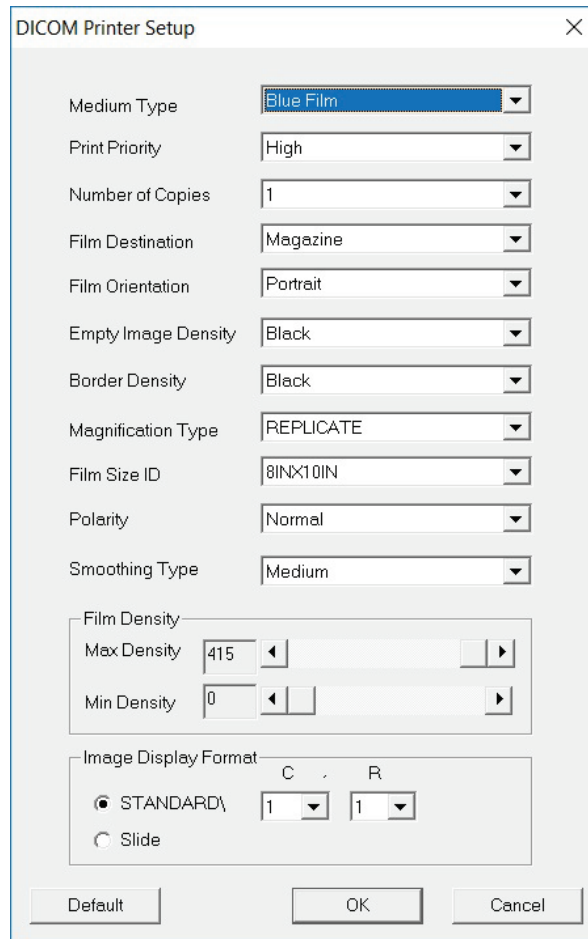 DICOM Printer Setup
Medium Type Blue Film
Print Priority High
Number of Copies 1
Film Destination Magazine
Film Orientation Portrait
Empty Image Density Black
Border Density Black
Magnification Type REPLICATE
Film Size ID 8INX10IN
Polarity Normal
Smoothing Type Medium
Film Density
Max Density 415
Min Density 0
Image Display Format
C , R
STANDARD\ 1 1
Slide
Default OK Cancel